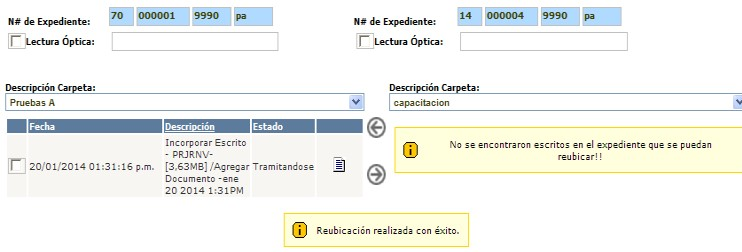 N# de Expediente: 70 000001 9990 pa
Lectura Óptica:
Descripción Carpeta:
Pruebas A
Fecha Descripción Estado
20/01/2014 01:31:16 p.m.
Incorporar Escrito
- PRJRNV-
[3,63MB] /Agregar
Documento -ene
20 2014 1:31PM
Tramitandose
N# de Expediente: 14 000004 9990 pa
Lectura Óptica:
Descripción Carpeta:
capacitacion
No se encontraron escritos en el expediente que se puedan
reubicar!!
Reubicación realizada con éxito.